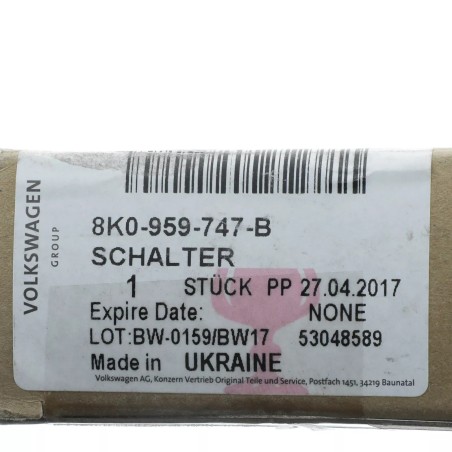 VOLKSWAGEN
GROUP
8K0-959-747-B
SCHALTER
1 STÜCK PP 27.04.2017
Expire Date: NONE
LOT:BW-0159/BW17 53048589
Made in UKRAINE
Volkswagen AG, Konzern Vertrieb Original Teile und Service, Postfach 1451, 34219 Baunatal